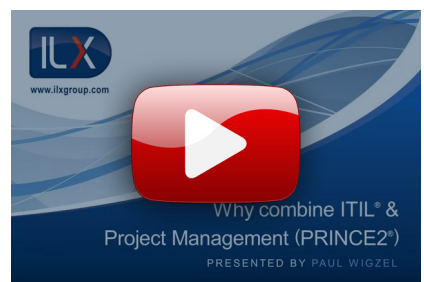 ILX
www.ilxgroup.com
Why combine ITIL® &
Project Management (PRINCE2®)
PRESENTED BY PAUL WIGZEL